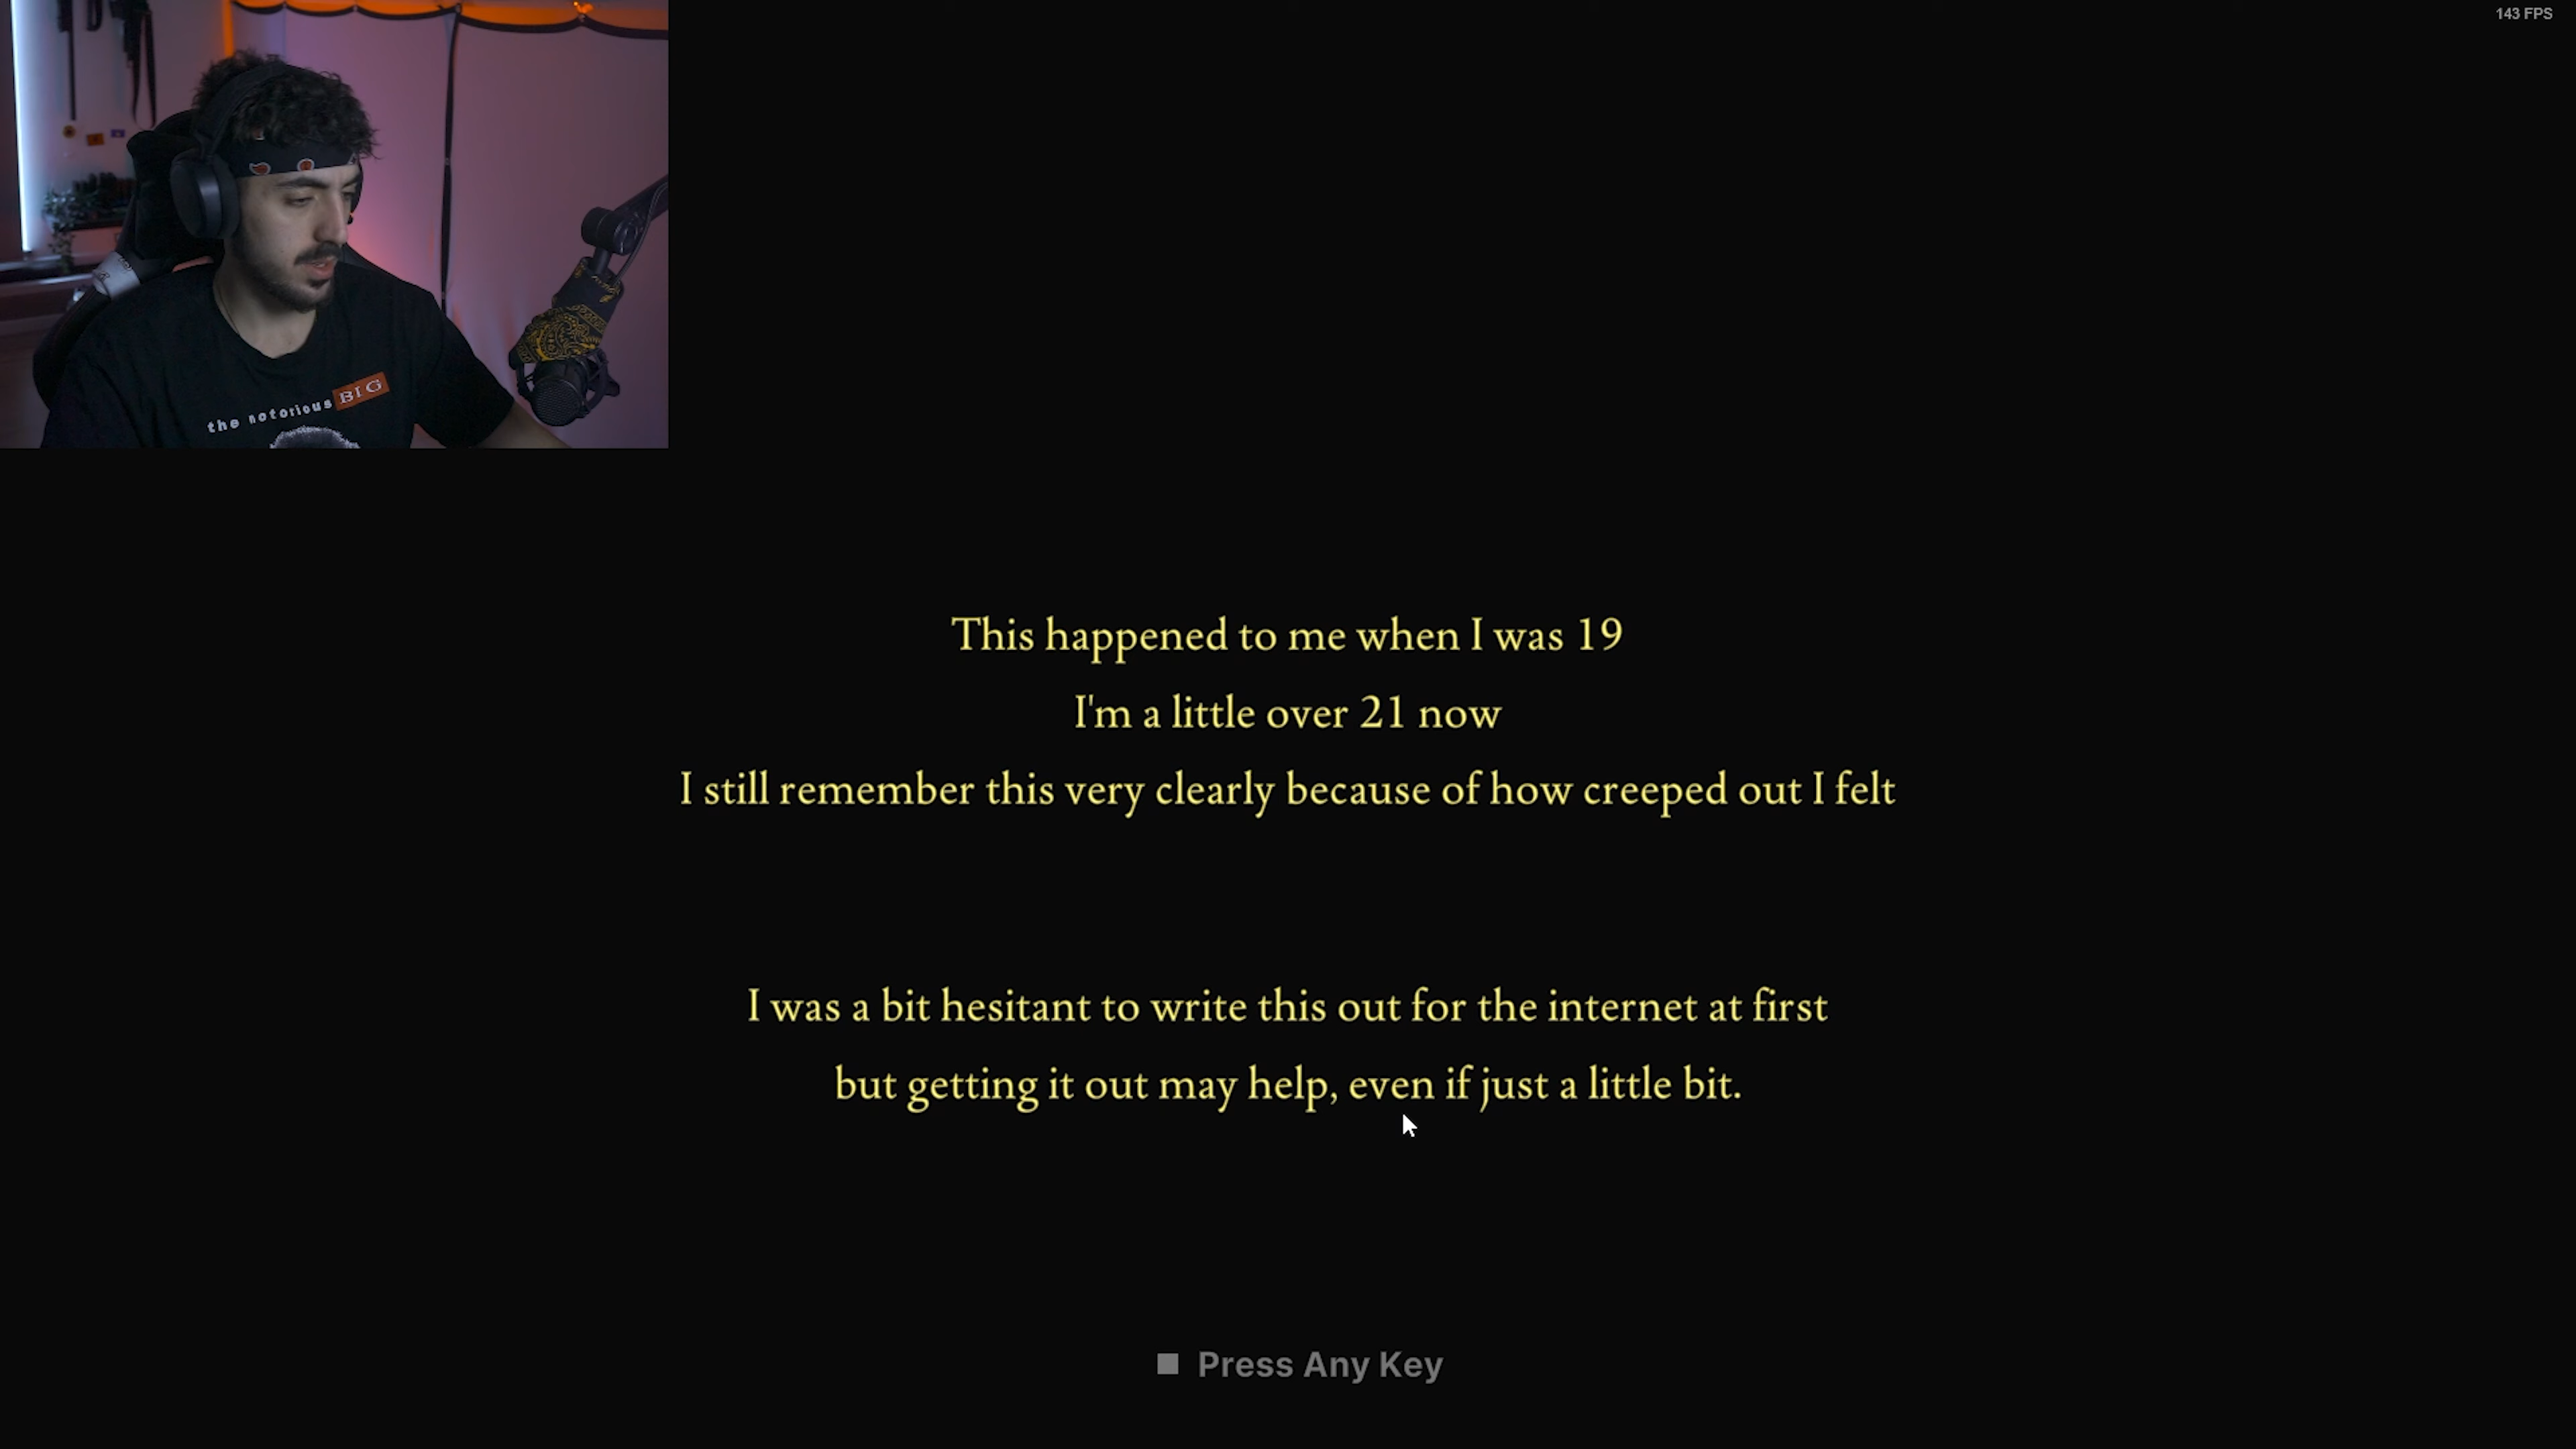 143 FPS
the notorious BIG
This happened to me when I was 19
I'm a little over 21 now
I still remember this very clearly because of how creeped out I felt
I was a bit hesitant to write this out for the internet at first
but getting it out may help, even if just a little bit.
Press Any Key